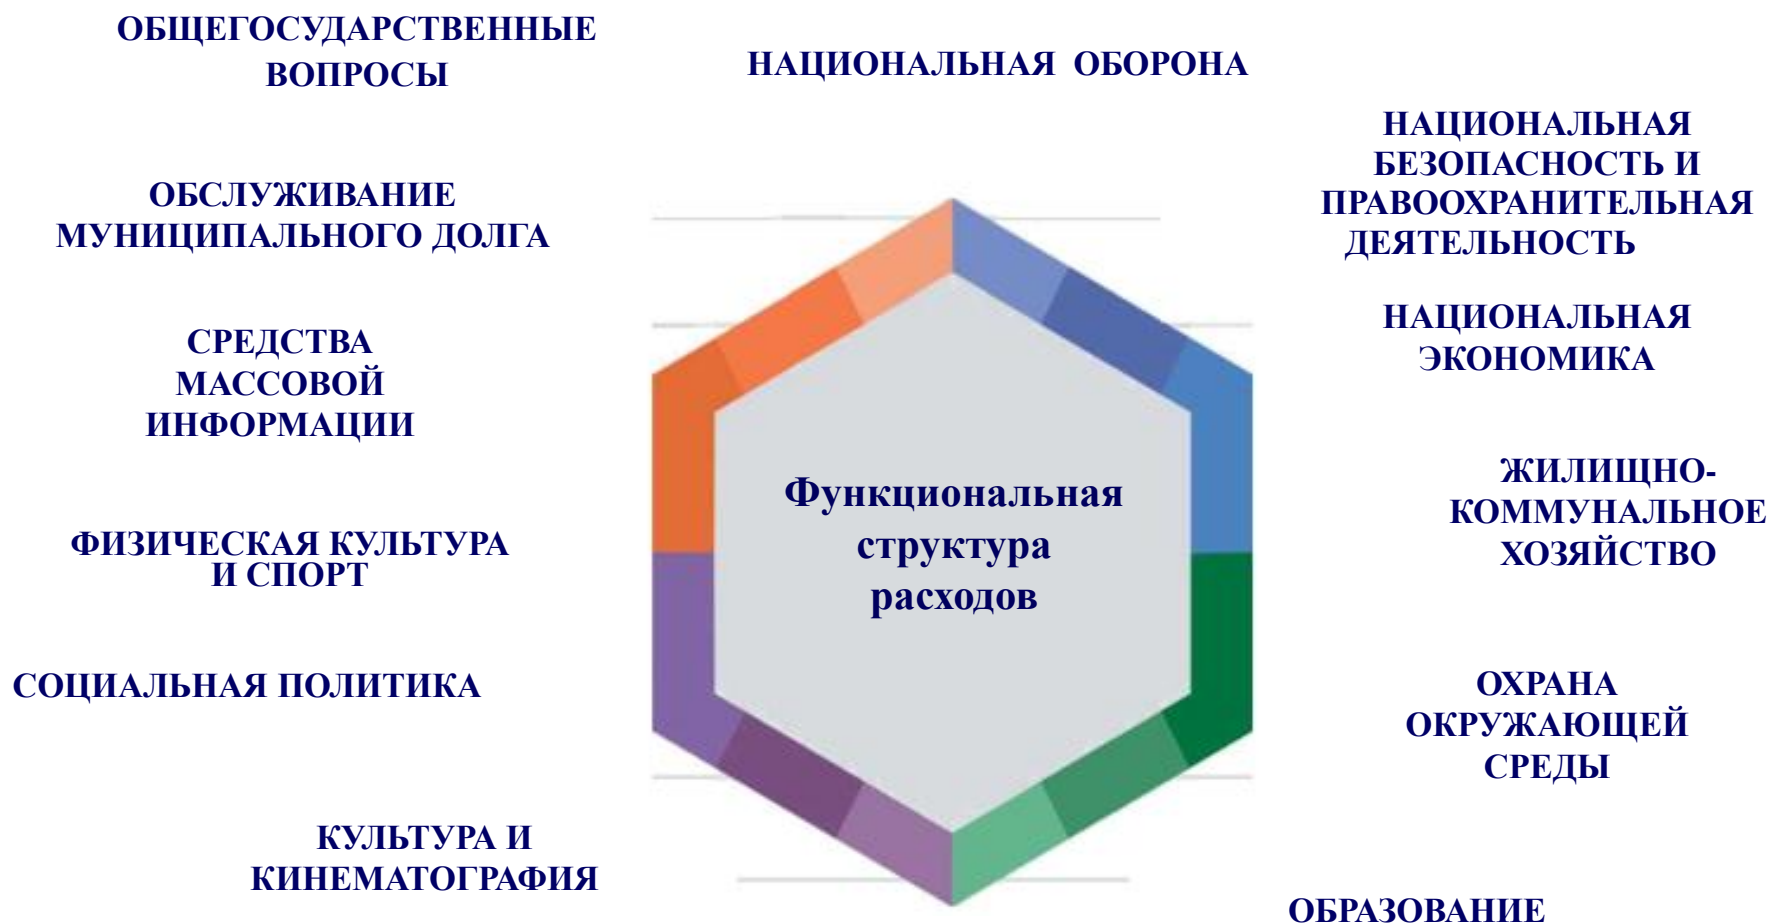 ОБЩЕГОСУДАРСТВЕННЫЕ
ВОПРОСЫ
НАЦИОНАЛЬНАЯ ОБОРОНА
НАЦИОНАЛЬНАЯ
БЕЗОПАСНОСТЬ И
ПРАВООХРАНИТЕЛЬНАЯ
ДЕЯТЕЛЬНОСТЬ
ОБСЛУЖИВАНИЕ
МУНИЦИПАЛЬНОГО ДОЛГА
НАЦИОНАЛЬНАЯ
ЭКОНОМИКА
СРЕДСТВА
МАССОВОЙ
ИНФОРМАЦИИ
ЖИЛИЩНО-
КОММУНАЛЬНОЕ
ХОЗЯЙСТВО
Функциональная
структура
расходов
ФИЗИЧЕСКАЯ КУЛЬТУРА
И СПОРТ
СОЦИАЛЬНАЯ ПОЛИТИКА
ОХРАНА
ОКРУЖАЮЩЕЙ
СРЕДЫ
КУЛЬТУРА И
КИНЕМАТОГРАФИЯ
ОБРАЗОВАНИЕ